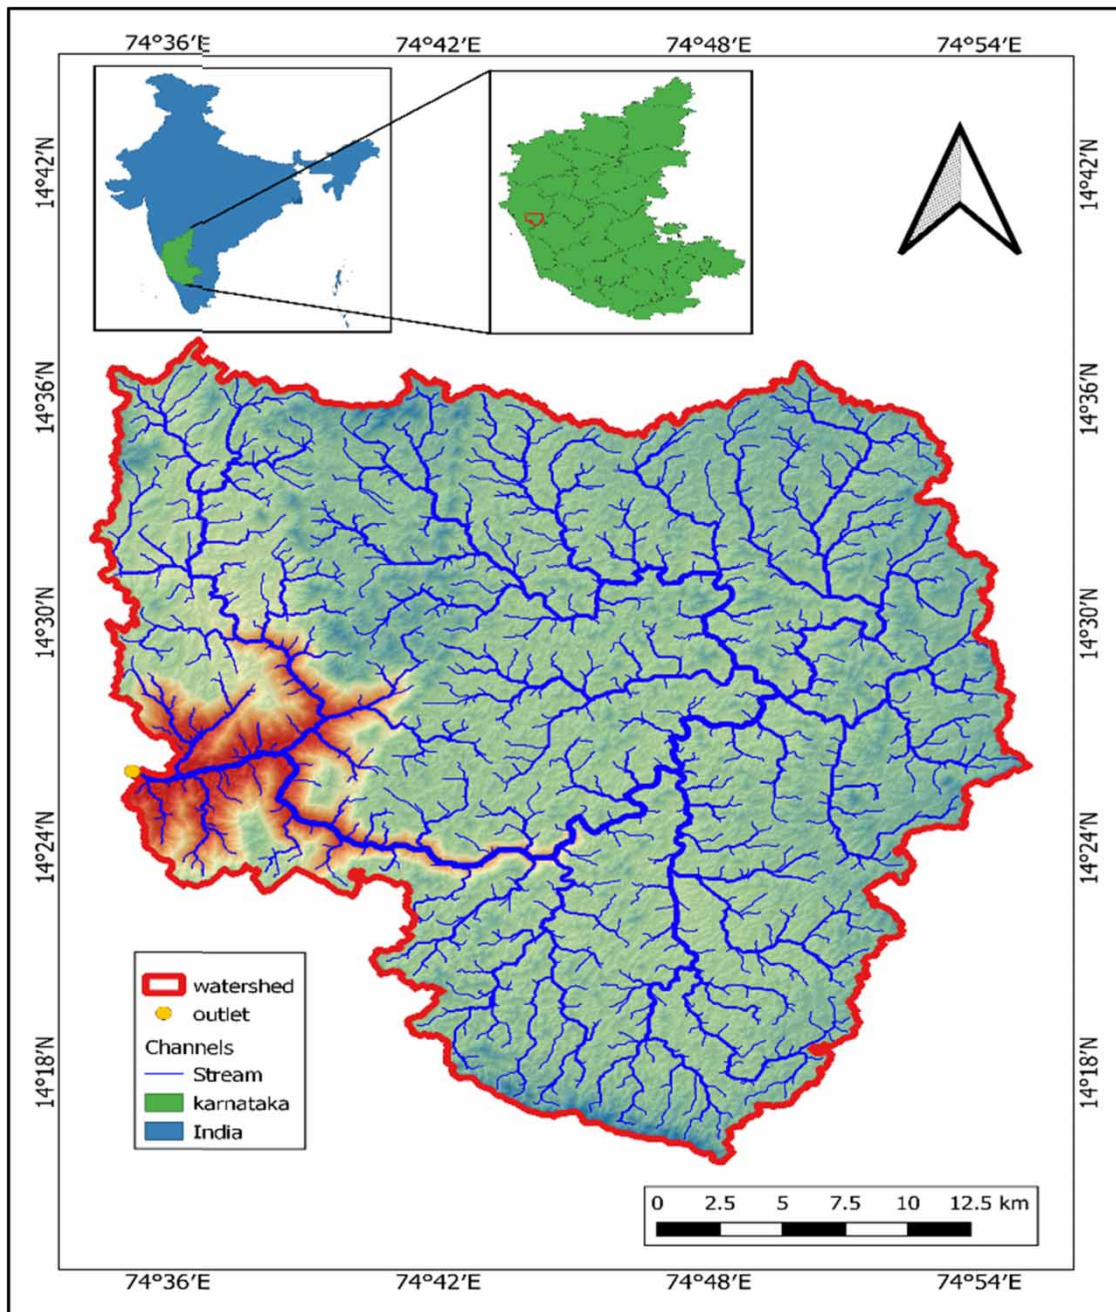 74°36′E 74°42′E 74°48′E 74°54′E
14°42′N 14°42′N
14°36′N 14°36′N
14°30′N 14°30′N
14°24′N 14°24′N
14°18′N 14°18′N
watershed
outlet
Channels
Stream
karnataka
India
0 2.5 5 7.5 10 12.5 km
74°36′E 74°42′E 74°48′E 74°54′E